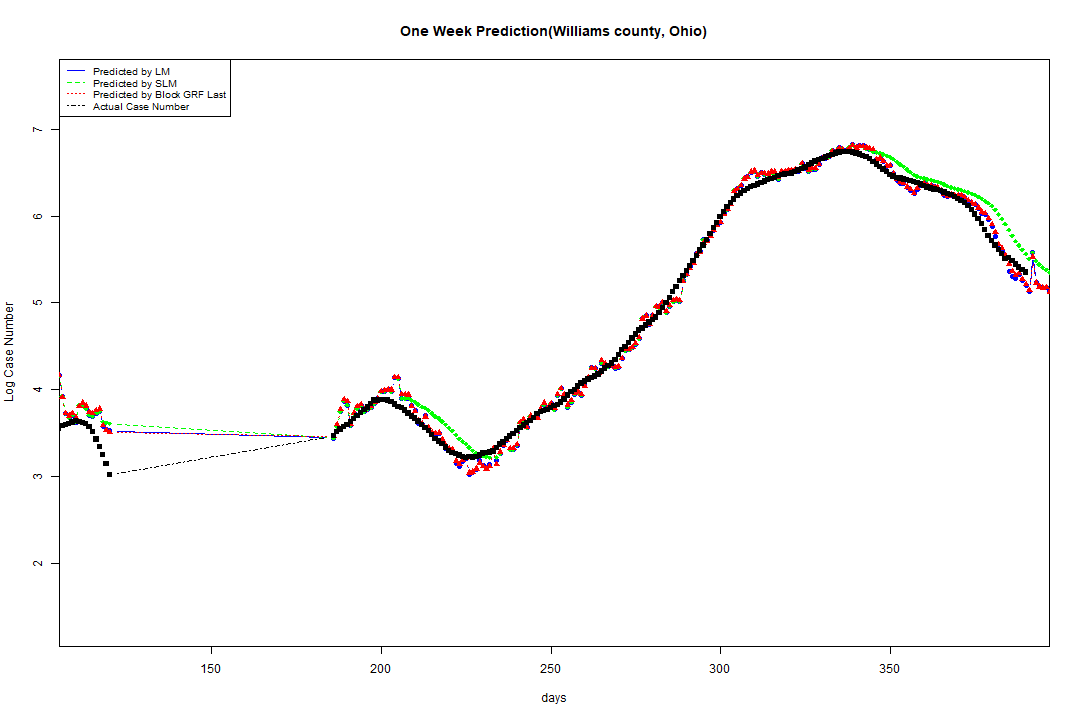 One Week Prediction(Williams county, Ohio)
Predicted by LM
Predicted by SLM
Predicted by Block GRF Last
Actual Case Number
7
6
5
4
3
2
Log Case Number
150
200
250
300
350
days